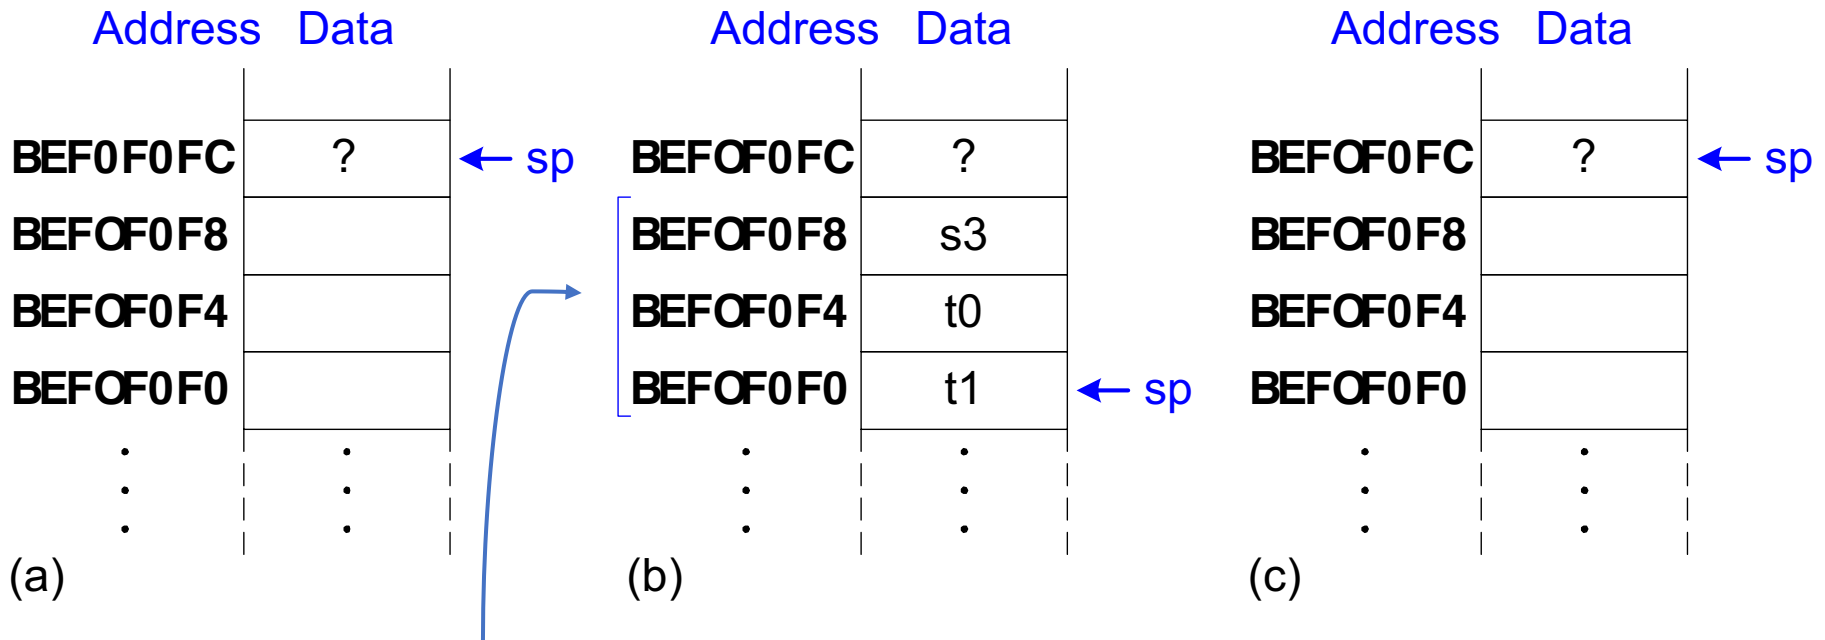 Address Data Address Data Address Data
BEF0F0FC ? sp BEF0F0FC ? sp BEF0F0FC ? sp
BEF0F0F8 BEF0F0F8 s3 BEF0F0F8
BEF0F0F4 BEF0F0F4 t0 BEF0F0F4
BEF0F0F0 BEF0F0F0 t1 sp BEF0F0F0
(a) (b) (c)